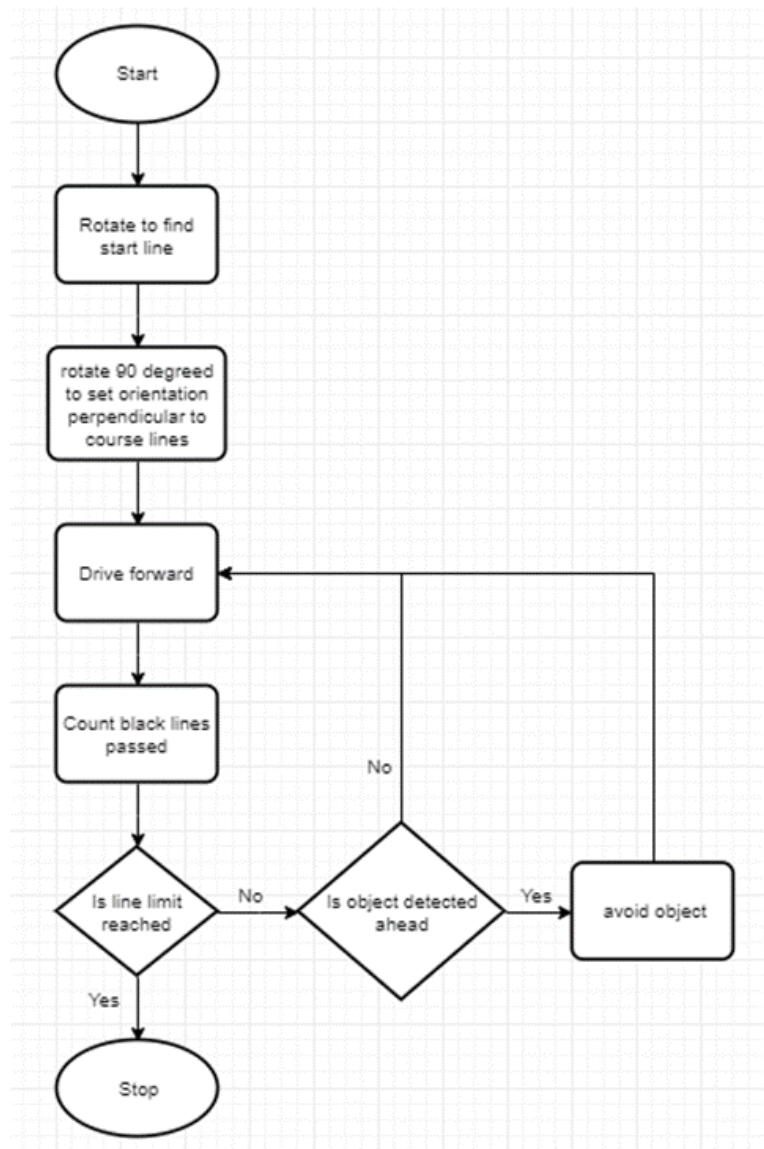 Start
Rotate to find
start line
rotate 90 degreed
to set orientation
perpendicular to
course lines
Drive forward
Count black lines
passed
No
Is line limit
reached
No
Is object detected
ahead
Yes
avoid object
Yes
Stop